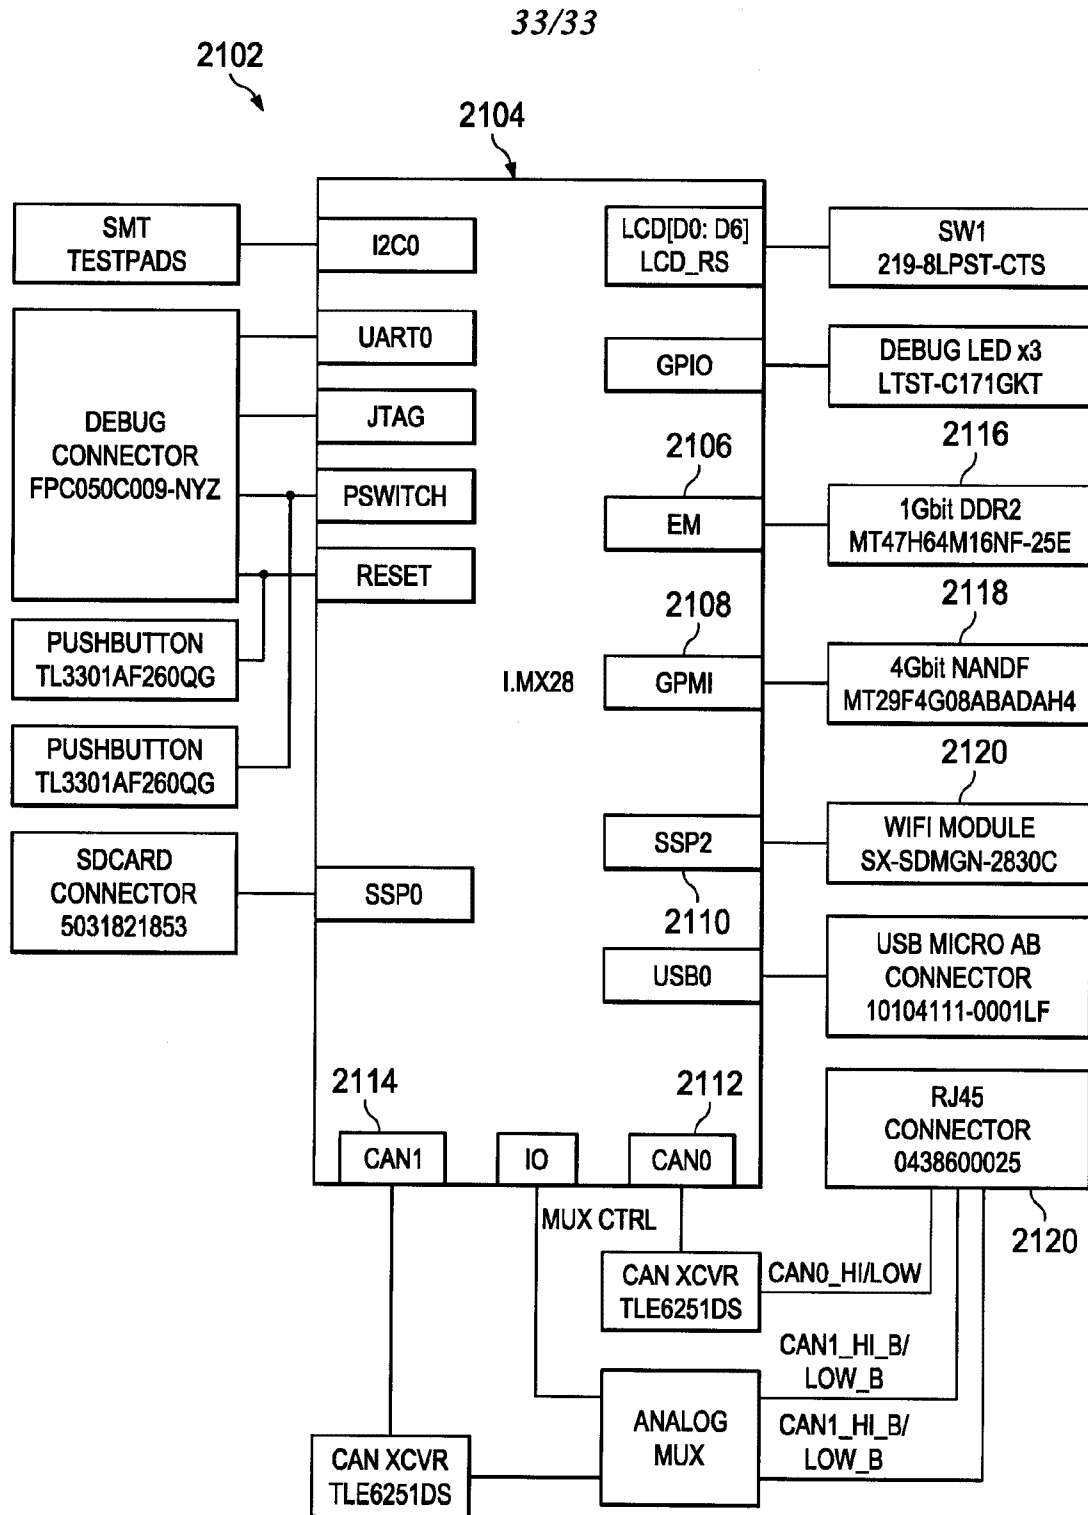 33/33
2102
2104
SMT
TESTPADS
I2C0
LCD[D0: D6]
LCD_RS
SW1
219-8LPST-CTS
DEBUG
CONNECTOR
FPC050C009-NYZ
UART0
JTAG
PSWITCH
RESET
GPIO
DEBUG LED x3
LTST-C171GKT
2106
2116
EM
1Gbit DDR2
MT47H64M16NF-25E
PUSHBUTTON
TL3301AF260QG
2108
2118
I.MX28
GPMI
4Gbit NANDF
MT29F4G08ABADAH4
PUSHBUTTON
TL3301AF260QG
2120
SSP2
WIFI MODULE
SX-SDMGN-2830C
SDCARD
CONNECTOR
5031821853
SSP0
2110
USB0
USB MICRO AB
CONNECTOR
10104111-0001LF
2114
2112
CAN1
IO
CAN0
RJ45
CONNECTOR
0438600025
2120
MUX CTRL
CAN XCVR
TLE6251DS
CAN0_HI/LOW
CAN1_HI_B/
LOW_B
ANALOG
MUX
CAN1_HI_B/
LOW_B
CAN XCVR
TLE6251DS